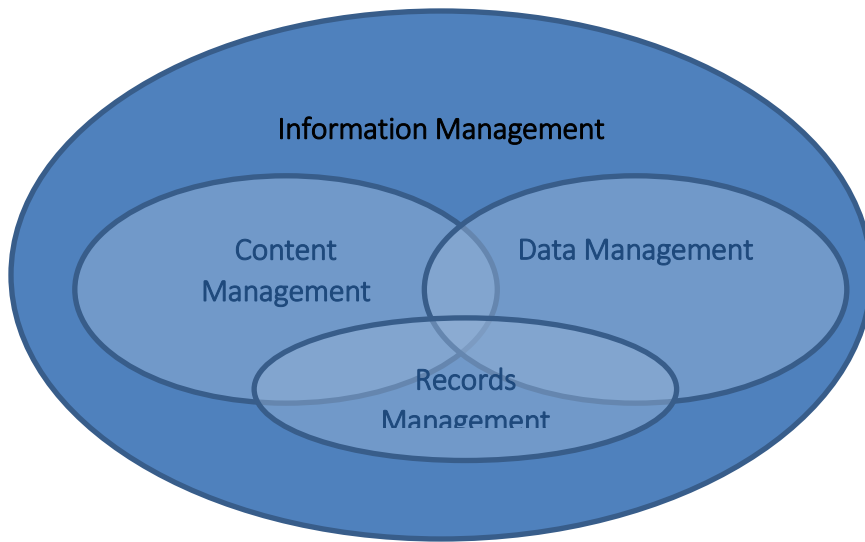 Information Management
Content
Management
Data Management
Records
Management